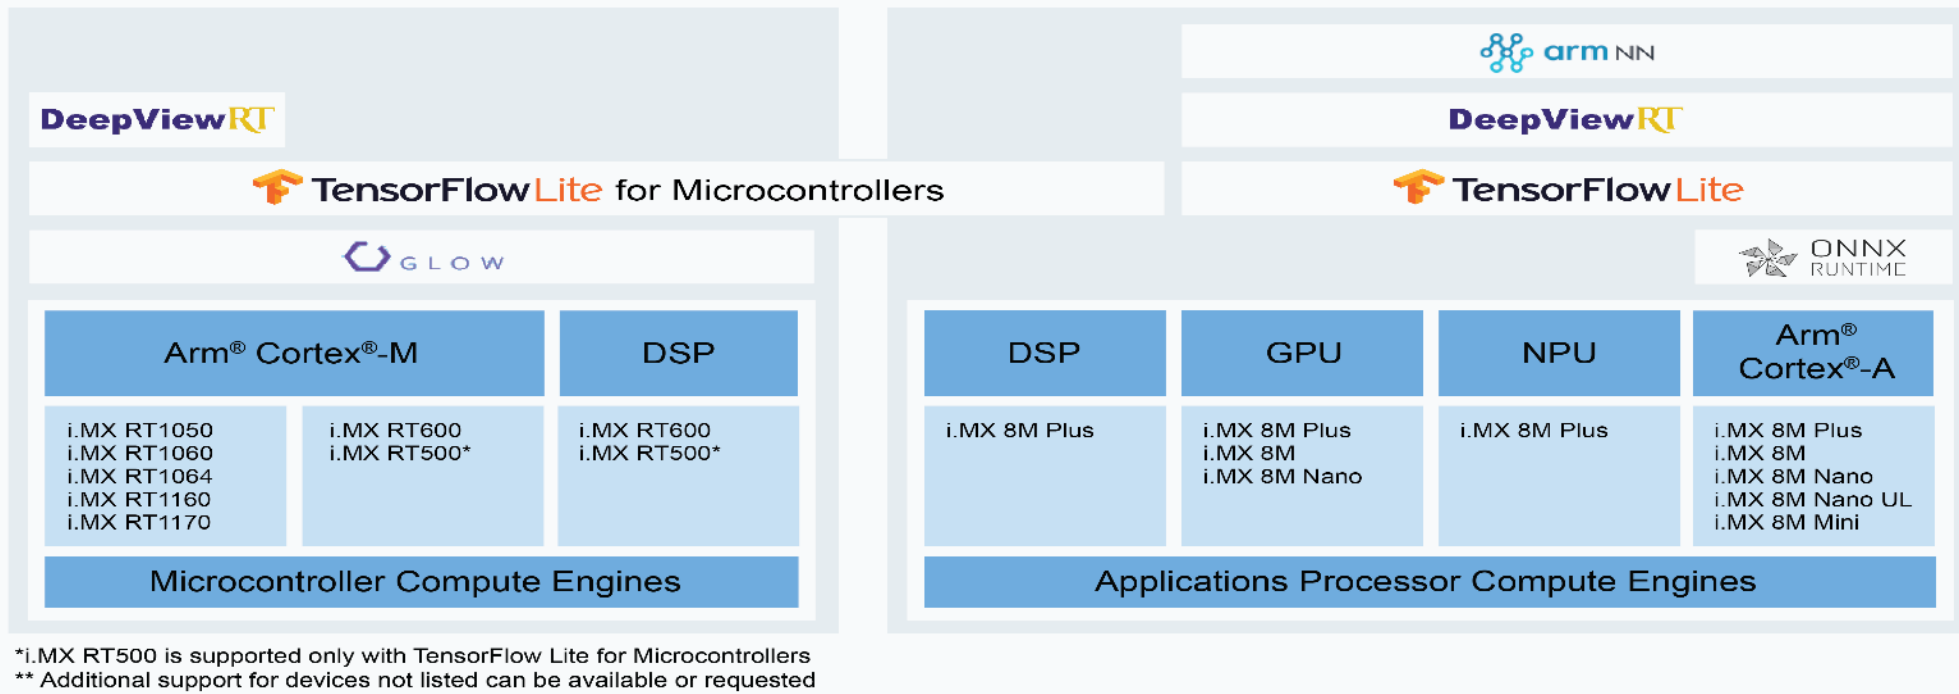 arm NN
DeepViewRT
DeepViewRT
TensorFlow Lite for Microcontrollers
TensorFlow Lite
GLOW
ONNX
RUNTIME
Arm® Cortex®-M
DSP
i.MX RT1050
i.MX RT1060
i.MX RT1064
i.MX RT1160
i.MX RT1170
i.MX RT600
i.MX RT500*
i.MX RT600
i.MX RT500*
Microcontroller Compute Engines
DSP
GPU
NPU
Arm®
Cortex®-A
i.MX 8M Plus
i.MX 8M Plus
i.MX 8M
i.MX 8M Nano
i.MX 8M Plus
i.MX 8M Plus
i.MX 8M
i.MX 8M Nano
i.MX 8M Nano UL
i.MX 8M Mini
Applications Processor Compute Engines
*i.MX RT500 is supported only with TensorFlow Lite for Microcontrollers
** Additional support for devices not listed can be available or requested